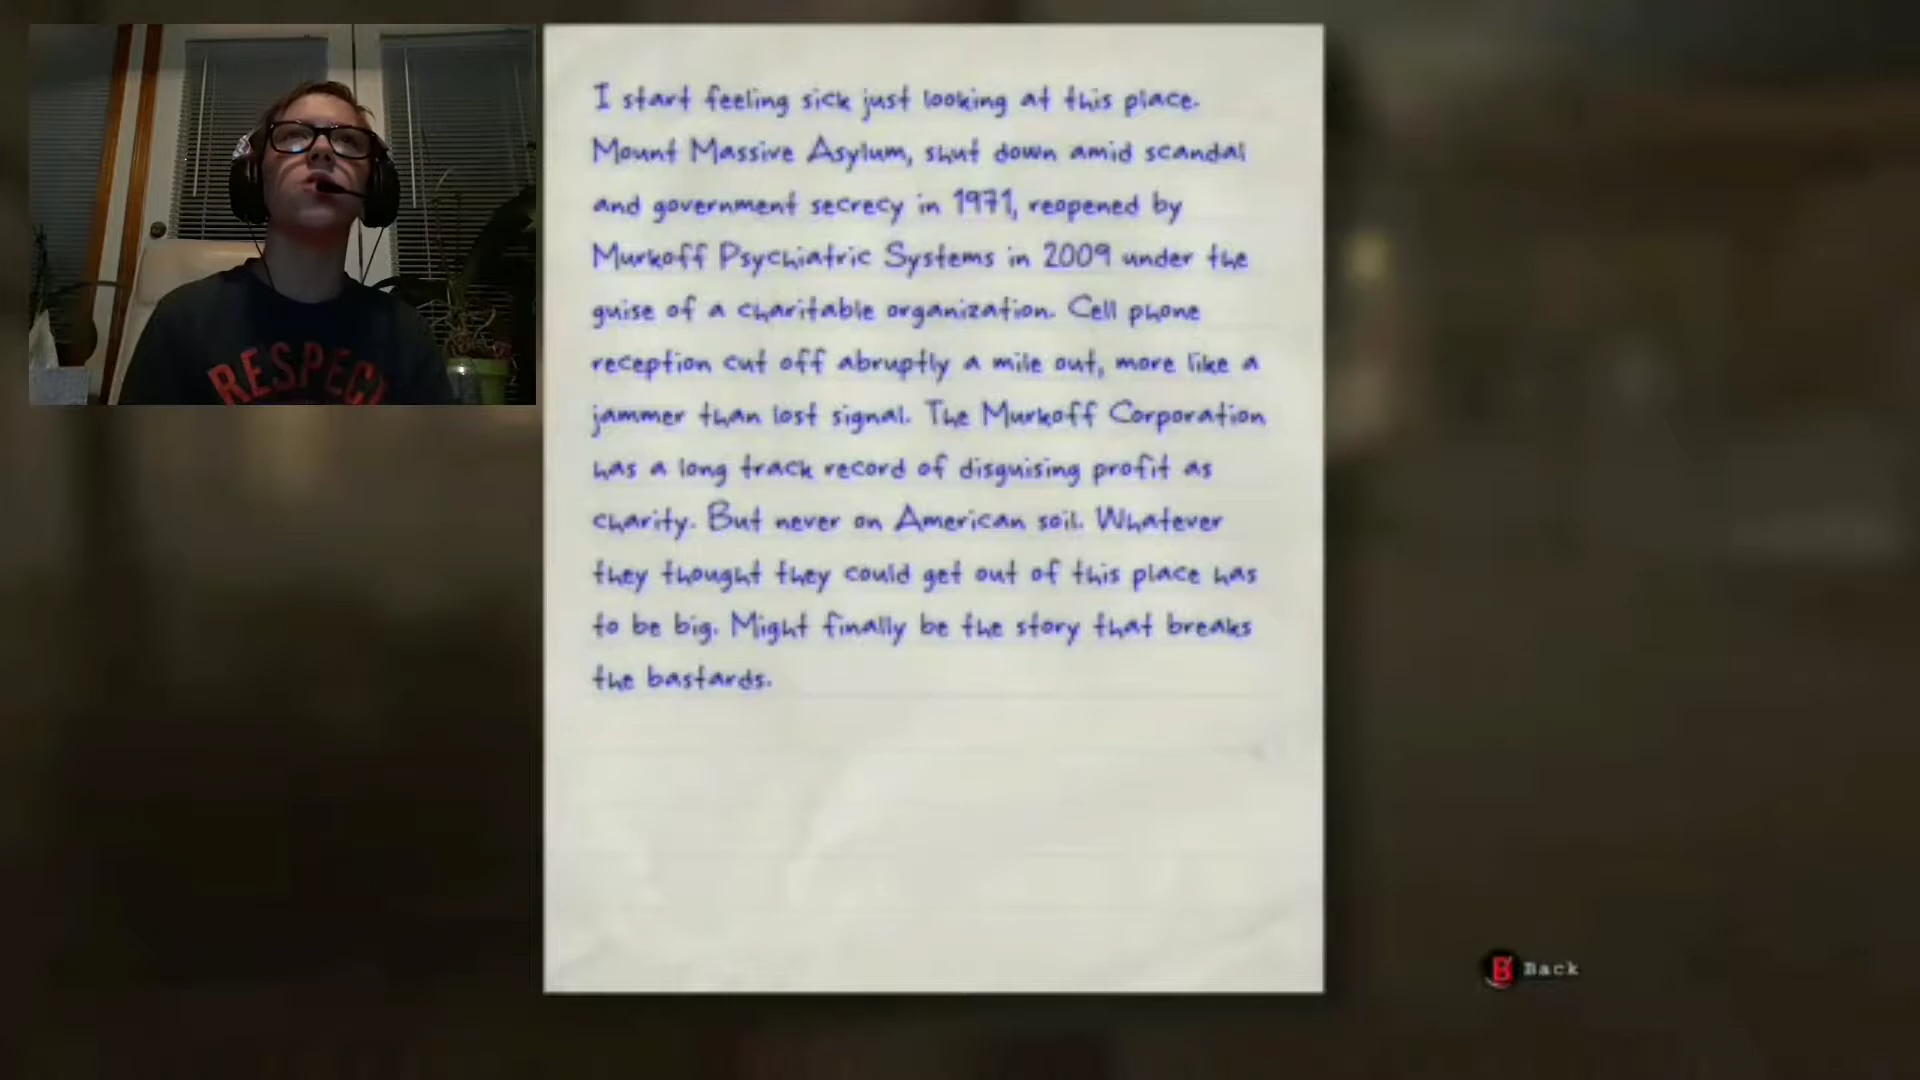 I start feeling sick just looking at this place.
Mount Massive Asylum, shut down amid scandal
and government secrecy in 1971, reopened by
Murkoff Psychiatric Systems in 2009 under the
guise of a charitable organization. Cell phone
reception cut off abruptly a mile out, more like a
jammer than lost signal. The Murkoff Corporation
has a long track record of disguising profit as
charity. But never on American soil. Whatever
they thought they could get out of this place has
to be big. Might finally be the story that breaks
the bastards.
RESPECT
B Back